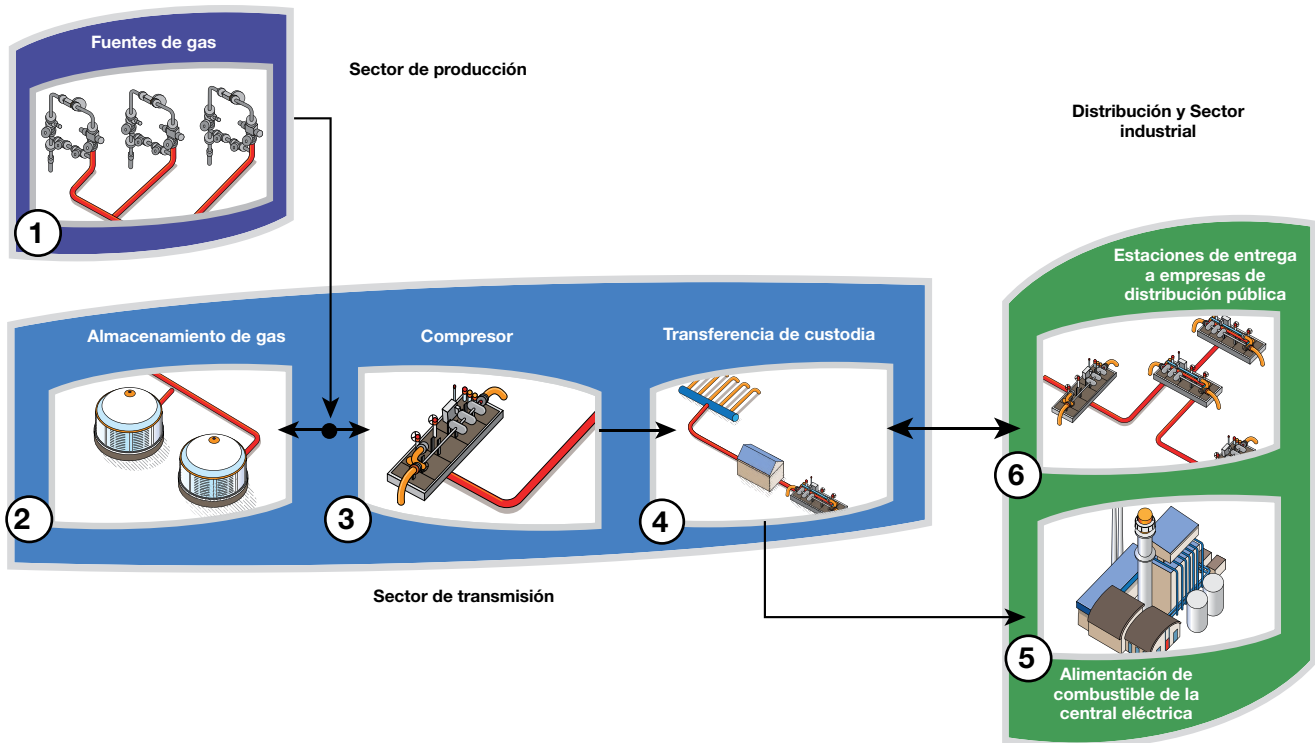 Fuentes de gas
1
Sector de producción
Distribución y Sector
industrial
Almacenamiento de gas
2
Compresor
3
Transferencia de custodia
4
Sector de transmisión
Estaciones de entrega
a empresas de
distribución pública
6
5
Alimentación de
combustible de la
central eléctrica